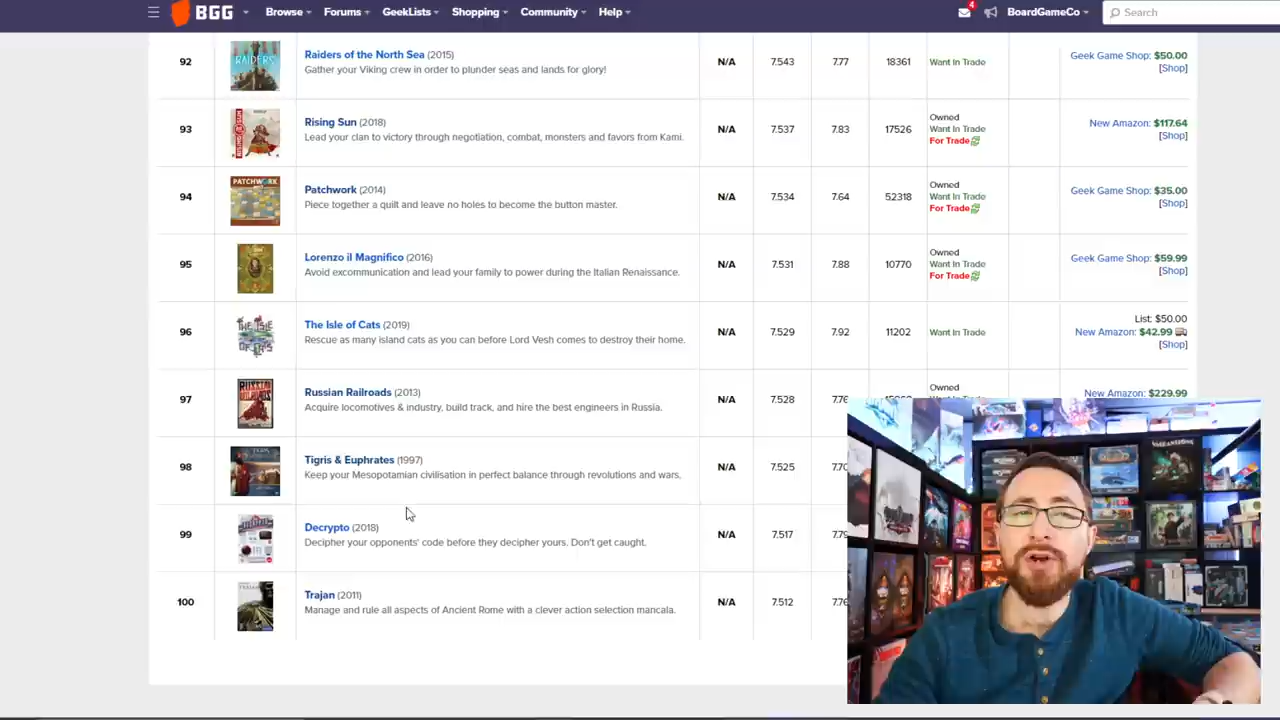 BGG Browse Forums GeekLists Shopping Community Help 4 BoardGameCo Search
92 RAIDERS Raiders of the North Sea (2015) N/A 7.543 7.77 18361 Want In Trade Geek Game Shop: $50.00
Gather your Viking crew in order to plunder seas and lands for glory! [Shop]
93 Rising Sun (2018) N/A 7.537 7.83 17526 Owned New Amazon: $117.64
Lead your clan to victory through negotiation, combat, monsters and favors from Kami. Want In Trade [Shop]
For Trade
94 PATCHWORK Patchwork (2014) N/A 7.534 7.64 52318 Owned Geek Game Shop: $35.00
Piece together a quilt and leave no holes to become the button master. Want In Trade [Shop]
For Trade
95 Lorenzo il Magnifico (2016) N/A 7.531 7.88 10770 Owned Geek Game Shop: $59.99
Avoid excommunication and lead your family to power during the Italian Renaissance. Want In Trade [Shop]
For Trade
96 THE ISLE OF CATS The Isle of Cats (2019) N/A 7.529 7.92 11202 Want In Trade List: $50.00
Rescue as many island cats as you can before Lord Vesh comes to destroy their home. New Amazon: $42.99
[Shop]
97 RUSSIAN RAILROADS Russian Railroads (2013) N/A 7.528 Owned New Amazon: $229.99
Acquire locomotives & industry, build track, and hire the best engineers in Russia.
98 Tigris & Euphrates (1997) N/A 7.525
Keep your Mesopotamian civilisation in perfect balance through revolutions and wars.
99 Decrypto (2018) N/A 7.517
Decipher your opponents' code before they decipher yours. Don't get caught.
100 Trajan (2011) N/A 7.512
Manage and rule all aspects of Ancient Rome with a clever action selection mancala.